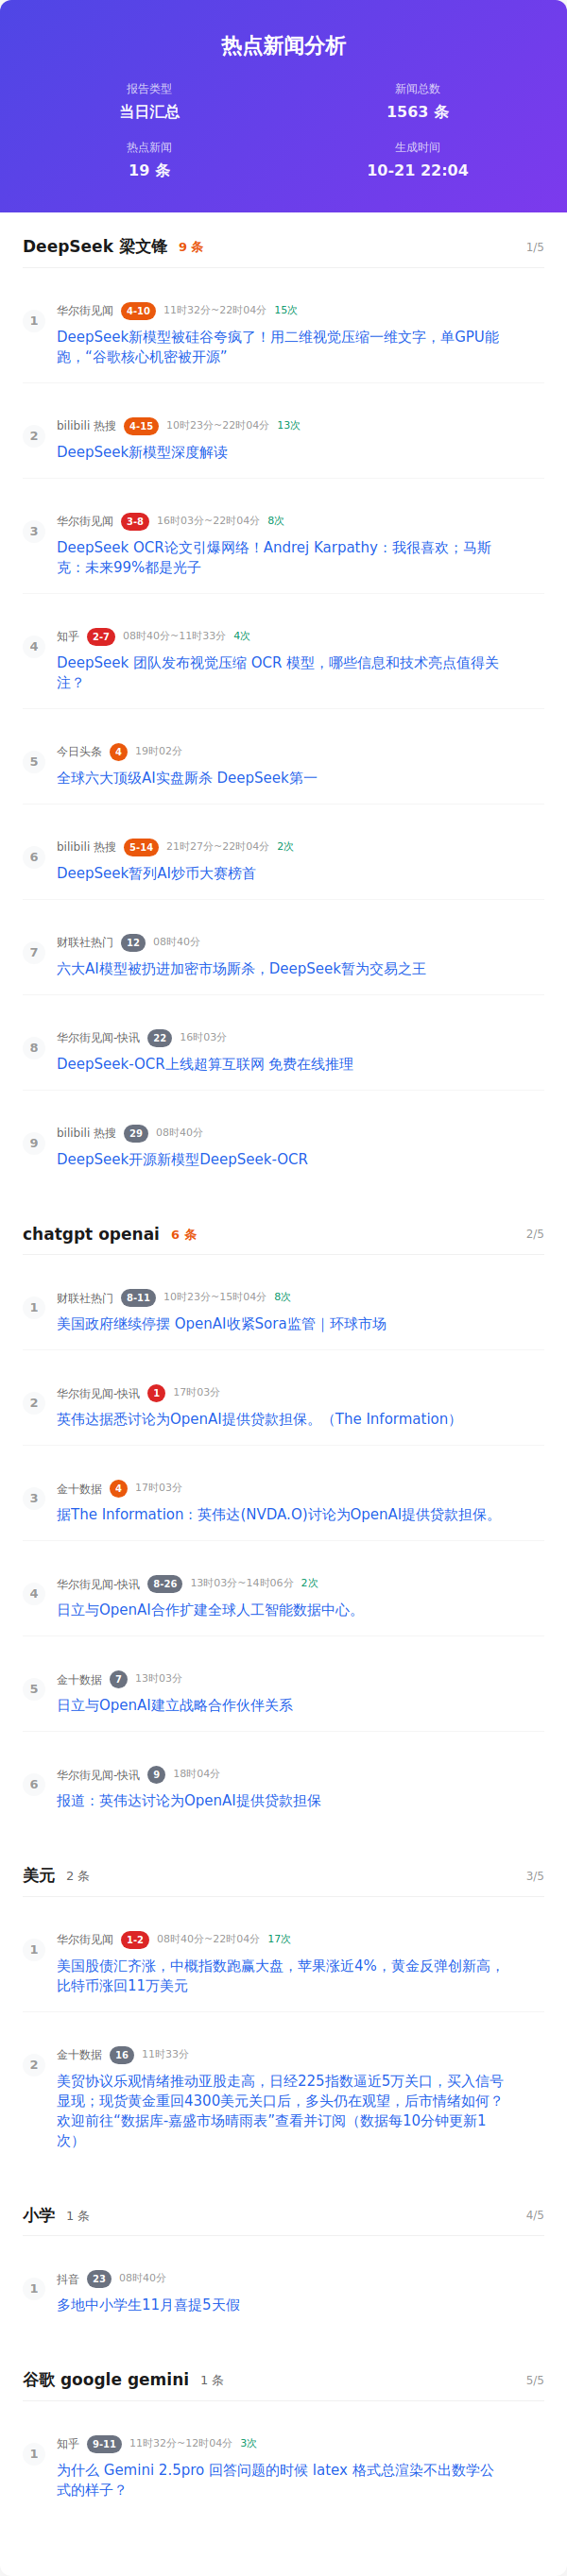 热点新闻分析
报告类型
当日汇总
新闻总数
1563 条
热点新闻
19 条
生成时间
10-21 22:04
DeepSeek 梁文锋 9 条 1/5
1
华尔街见闻 4-10 11时32分~22时04分 15次
DeepSeek新模型被硅谷夸疯了！用二维视觉压缩一维文字，单GPU能
跑，“谷歌核心机密被开源”
2
bilibili 热搜 4-15 10时23分~22时04分 13次
DeepSeek新模型深度解读
3
华尔街见闻 3-8 16时03分~22时04分 8次
DeepSeek OCR论文引爆网络！Andrej Karpathy：我很喜欢；马斯
克：未来99%都是光子
4
知乎 2-7 08时40分~11时33分 4次
DeepSeek 团队发布视觉压缩 OCR 模型，哪些信息和技术亮点值得关
注？
5
今日头条 4 19时02分
全球六大顶级AI实盘厮杀 DeepSeek第一
6
bilibili 热搜 5-14 21时27分~22时04分 2次
DeepSeek暂列AI炒币大赛榜首
7
财联社热门 12 08时40分
六大AI模型被扔进加密市场厮杀，DeepSeek暂为交易之王
8
华尔街见闻-快讯 22 16时03分
DeepSeek-OCR上线超算互联网 免费在线推理
9
bilibili 热搜 29 08时40分
DeepSeek开源新模型DeepSeek-OCR
chatgpt openai 6 条 2/5
1
财联社热门 8-11 10时23分~15时04分 8次
美国政府继续停摆 OpenAI收紧Sora监管｜环球市场
2
华尔街见闻-快讯 1 17时03分
英伟达据悉讨论为OpenAI提供贷款担保。（The Information）
3
金十数据 4 17时03分
据The Information：英伟达(NVDA.O)讨论为OpenAI提供贷款担保。
4
华尔街见闻-快讯 8-26 13时03分~14时06分 2次
日立与OpenAI合作扩建全球人工智能数据中心。
5
金十数据 7 13时03分
日立与OpenAI建立战略合作伙伴关系
6
华尔街见闻-快讯 9 18时04分
报道：英伟达讨论为OpenAI提供贷款担保
美元 2 条 3/5
1
华尔街见闻 1-2 08时40分~22时04分 17次
美国股债汇齐涨，中概指数跑赢大盘，苹果涨近4%，黄金反弹创新高，
比特币涨回11万美元
2
金十数据 16 11时33分
美贸协议乐观情绪推动亚股走高，日经225指数逼近5万关口，买入信号
显现；现货黄金重回4300美元关口后，多头仍在观望，后市情绪如何？
欢迎前往“数据库-嘉盛市场晴雨表”查看并订阅（数据每10分钟更新1
次）
小学 1 条 4/5
1
抖音 23 08时40分
多地中小学生11月喜提5天假
谷歌 google gemini 1 条 5/5
1
知乎 9-11 11时32分~12时04分 3次
为什么 Gemini 2.5pro 回答问题的时候 latex 格式总渲染不出数学公
式的样子？